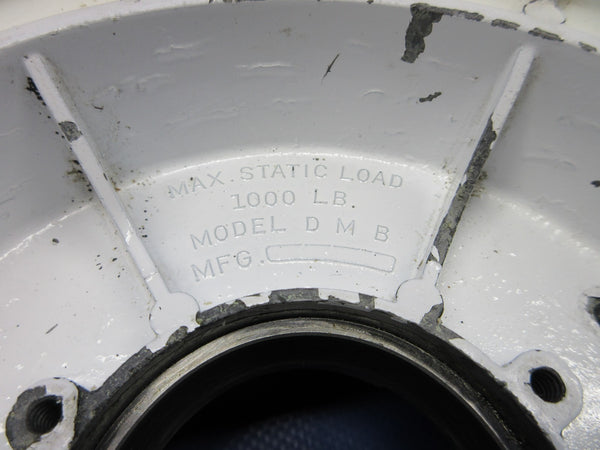 MAX. STATIC LOAD
1000 LB.
MODEL D M B
MFG.